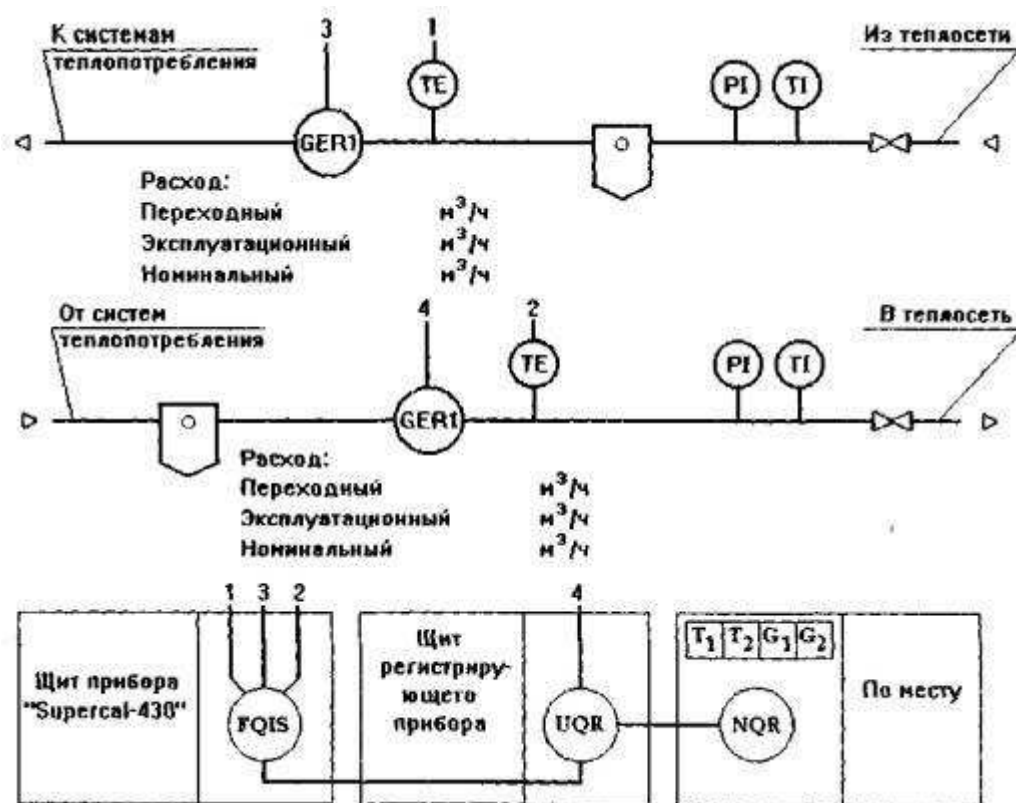 К системам
теплопотребления
3
1
Из теплосети
TE
PI
TI
GER1
Расход:
Переходный м³/ч
Эксплуатационный м³/ч
Номинальный м³/ч
От систем
теплопотребления
4
2
В теплосеть
TE
PI
TI
GER1
Расход:
Переходный м³/ч
Эксплуатационный м³/ч
Номинальный м³/ч
1 3 2
4
Щит прибора
"Supercal-430"
FQIS
Щит
регистриру-
ющего
прибора
UQR
T₁ T₂ G₁ G₂
NQR
По месту